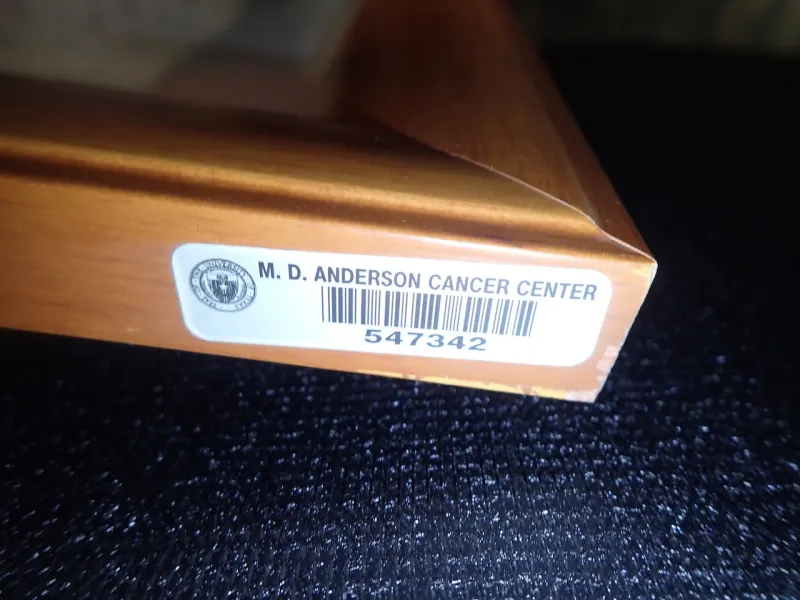 M. D. ANDERSON CANCER CENTER
547342